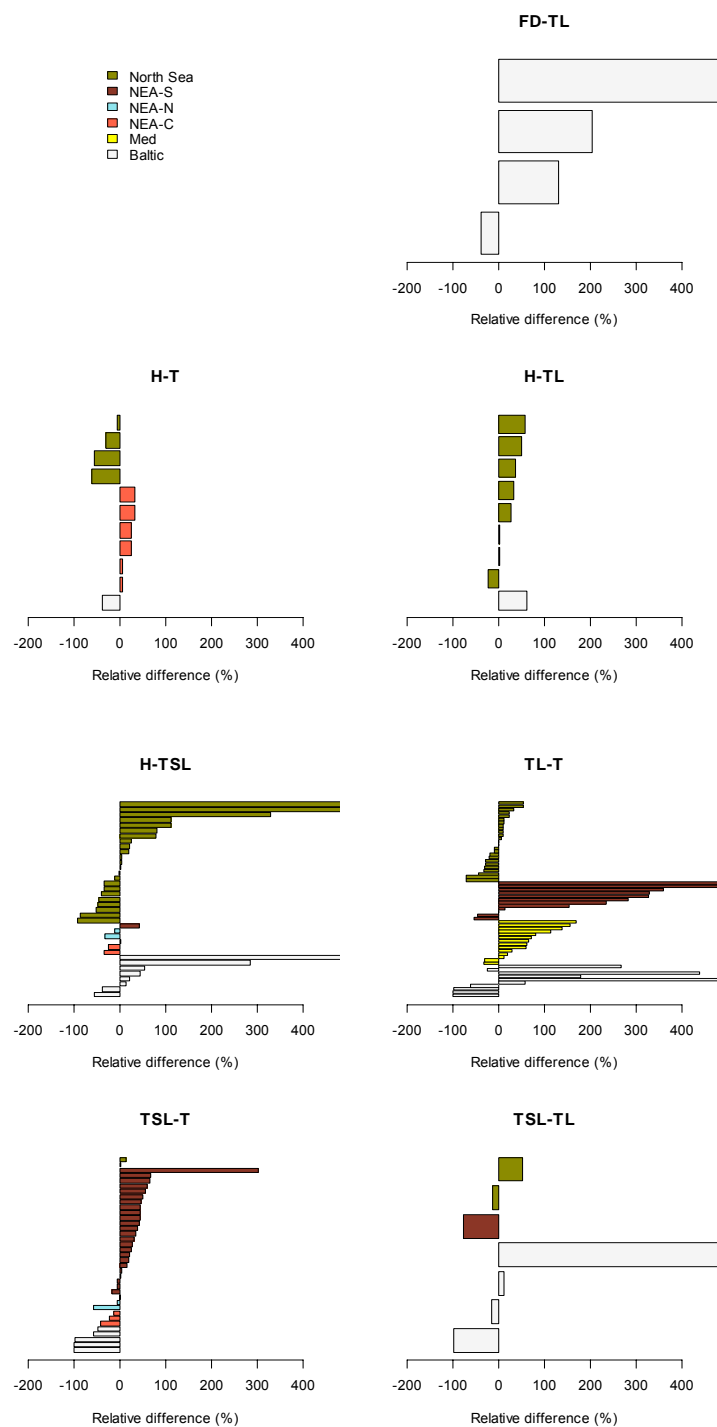 FD-TL
North Sea
NEA-S
NEA-N
NEA-C
Med
Baltic
-200 -100 0 100 200 300 400
Relative difference (%)
H-T
H-TL
-200 -100 0 100 200 300 400
-200 -100 0 100 200 300 400
Relative difference (%)
Relative difference (%)
H-TSL
TL-T
-200 -100 0 100 200 300 400
-200 -100 0 100 200 300 400
Relative difference (%)
Relative difference (%)
TSL-T
TSL-TL
-200 -100 0 100 200 300 400
-200 -100 0 100 200 300 400
Relative difference (%)
Relative difference (%)